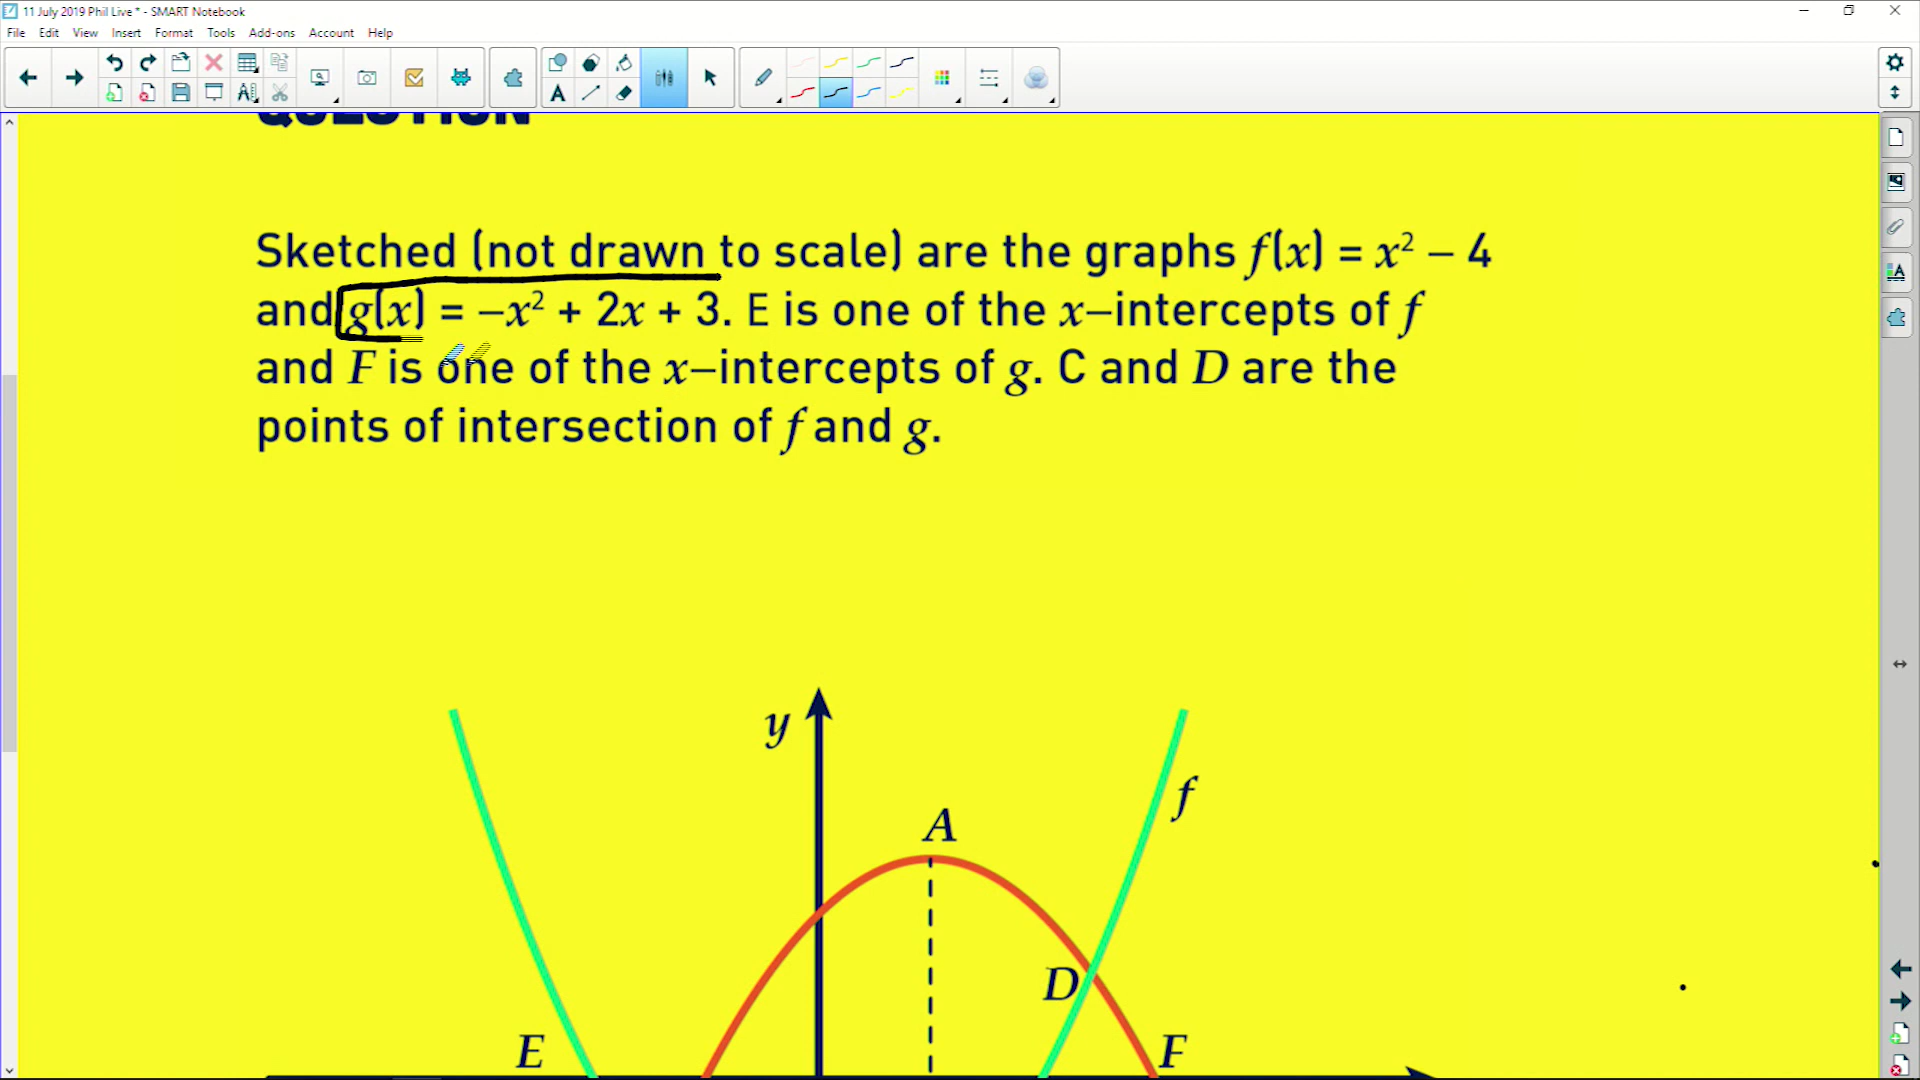 11 July 2019 Phil Live * - SMART Notebook
File Edit View Insert Format Tools Add-ons Account Help
QUESTION
Sketched (not drawn to scale) are the graphs f(x) = x² – 4
and g(x) = –x² + 2x + 3. E is one of the x–intercepts of f
and F is one of the x–intercepts of g. C and D are the
points of intersection of f and g.
y
f
A
D
E
F